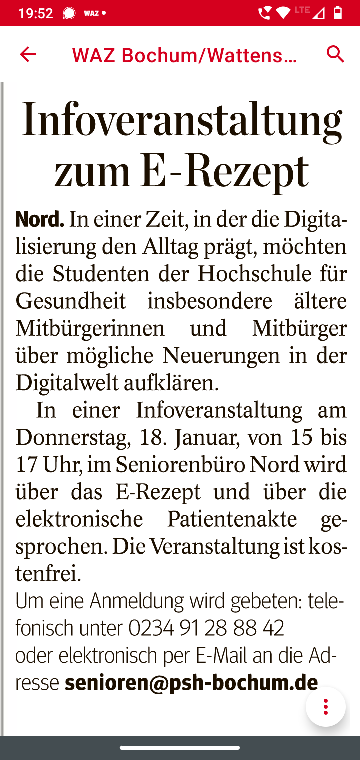 19:52 WAZ LTE
WAZ Bochum/Wattens…
Infoveranstaltung
zum E-Rezept
Nord. In einer Zeit, in der die Digita-
lisierung den Alltag prägt, möchten
die Studenten der Hochschule für
Gesundheit insbesondere ältere
Mitbürgerinnen und Mitbürger
über mögliche Neuerungen in der
Digitalwelt aufklären.
In einer Infoveranstaltung am
Donnerstag, 18. Januar, von 15 bis
17 Uhr, im Seniorenbüro Nord wird
über das E-Rezept und über die
elektronische Patientenakte ge-
sprochen. Die Veranstaltung ist kos-
tenfrei.
Um eine Anmeldung wird gebeten: tele-
fonisch unter 0234 91 28 88 42
oder elektronisch per E-Mail an die Ad-
resse senioren@psh-bochum.de